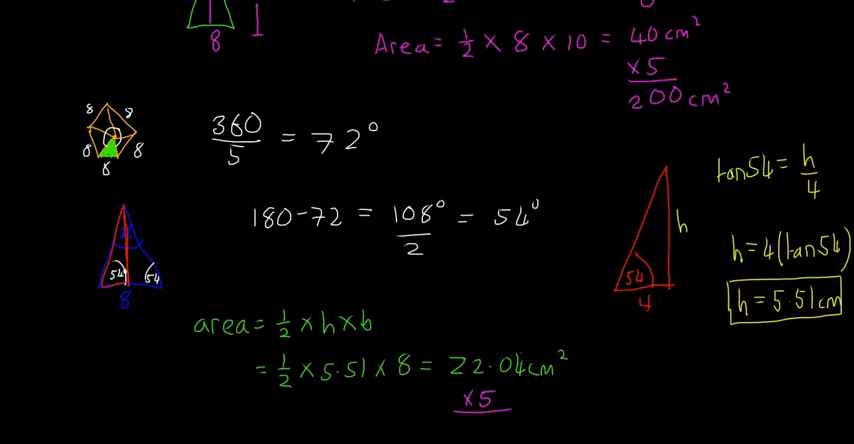 8
Area = 1/2 × 8 × 10 = 40 cm²
×5
200 cm²
8 8
8 8
8
360/5 = 72°
180 - 72 = 108°/2 = 54°
54 54
8
area = 1/2 × h × b
= 1/2 × 5.51 × 8 = 22.04 cm²
×5
h
54
4
tan54 = h/4
h = 4(tan54)
h = 5.51 cm